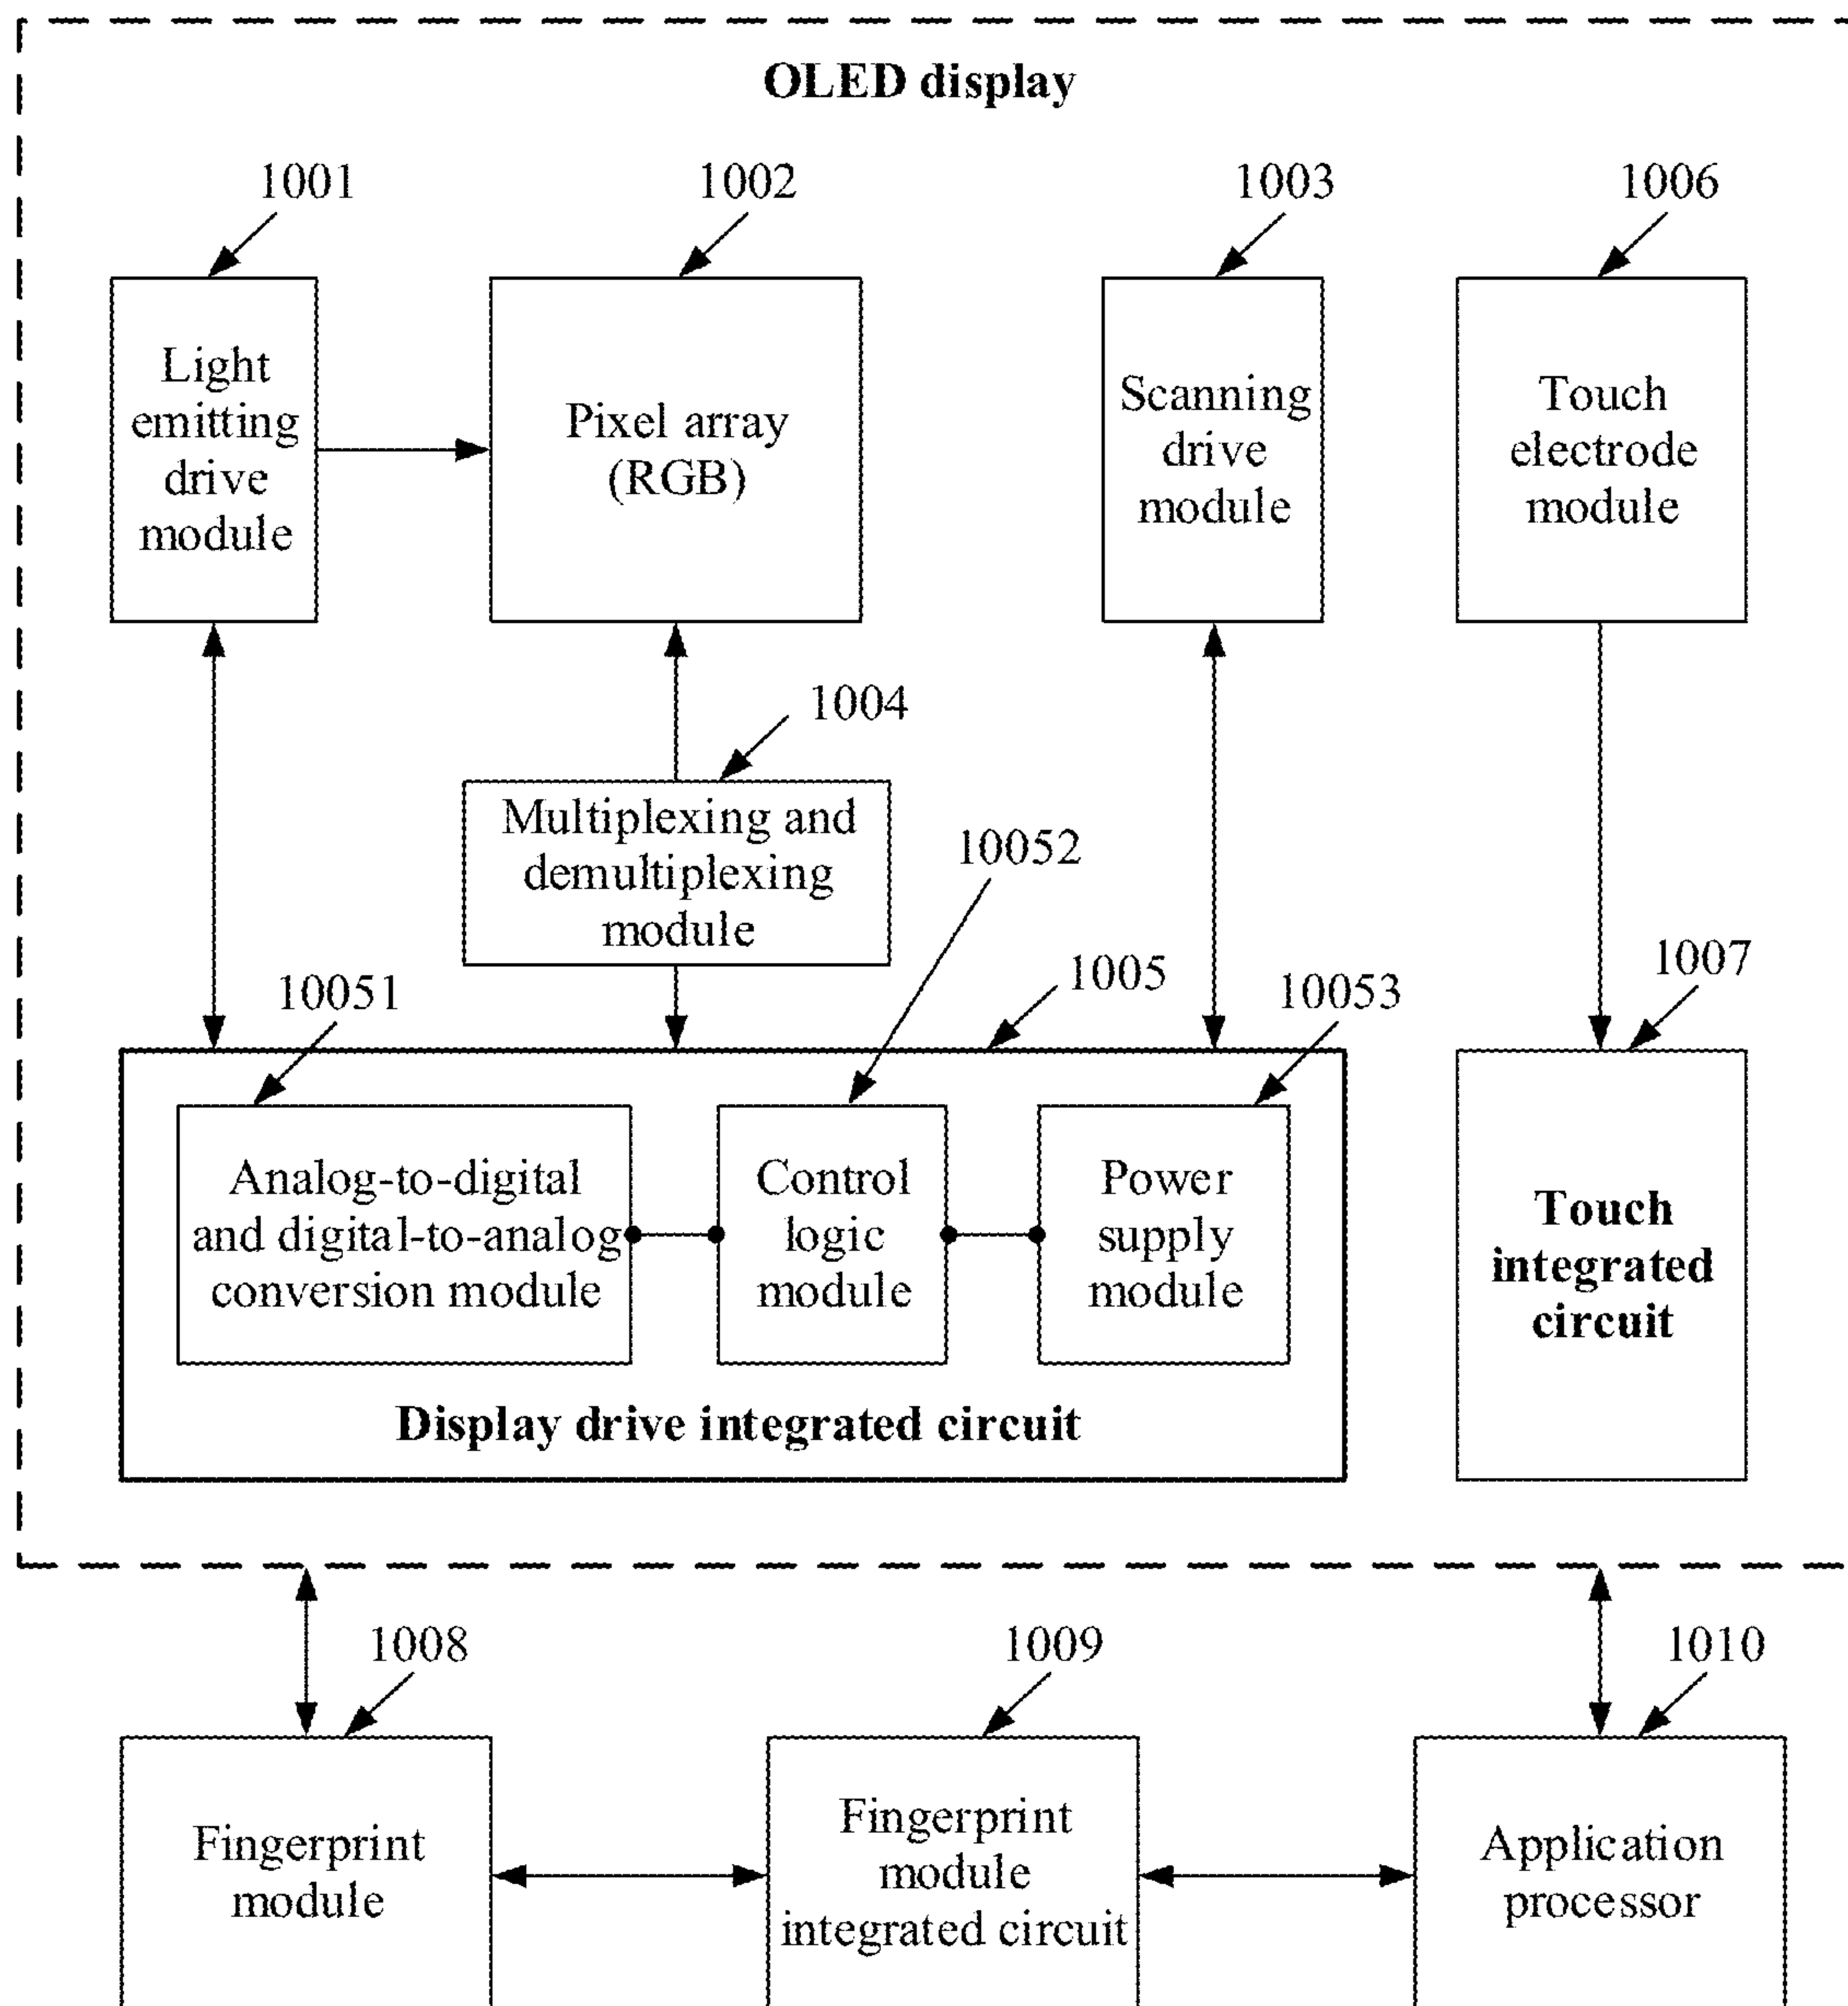 OLED display
1001
1002
1003
1006
Light
emitting
drive
module
Pixel array
(RGB)
Scanning
drive
module
Touch
electrode
module
1004
Multiplexing and
demultiplexing
module
10052
10051
1005
10053
1007
Analog-to-digital
and digital-to-analog
conversion module
Control
logic
module
Power
supply
module
Touch
integrated
circuit
Display drive integrated circuit
1008
1009
1010
Fingerprint
module
Fingerprint
module
integrated circuit
Application
processor